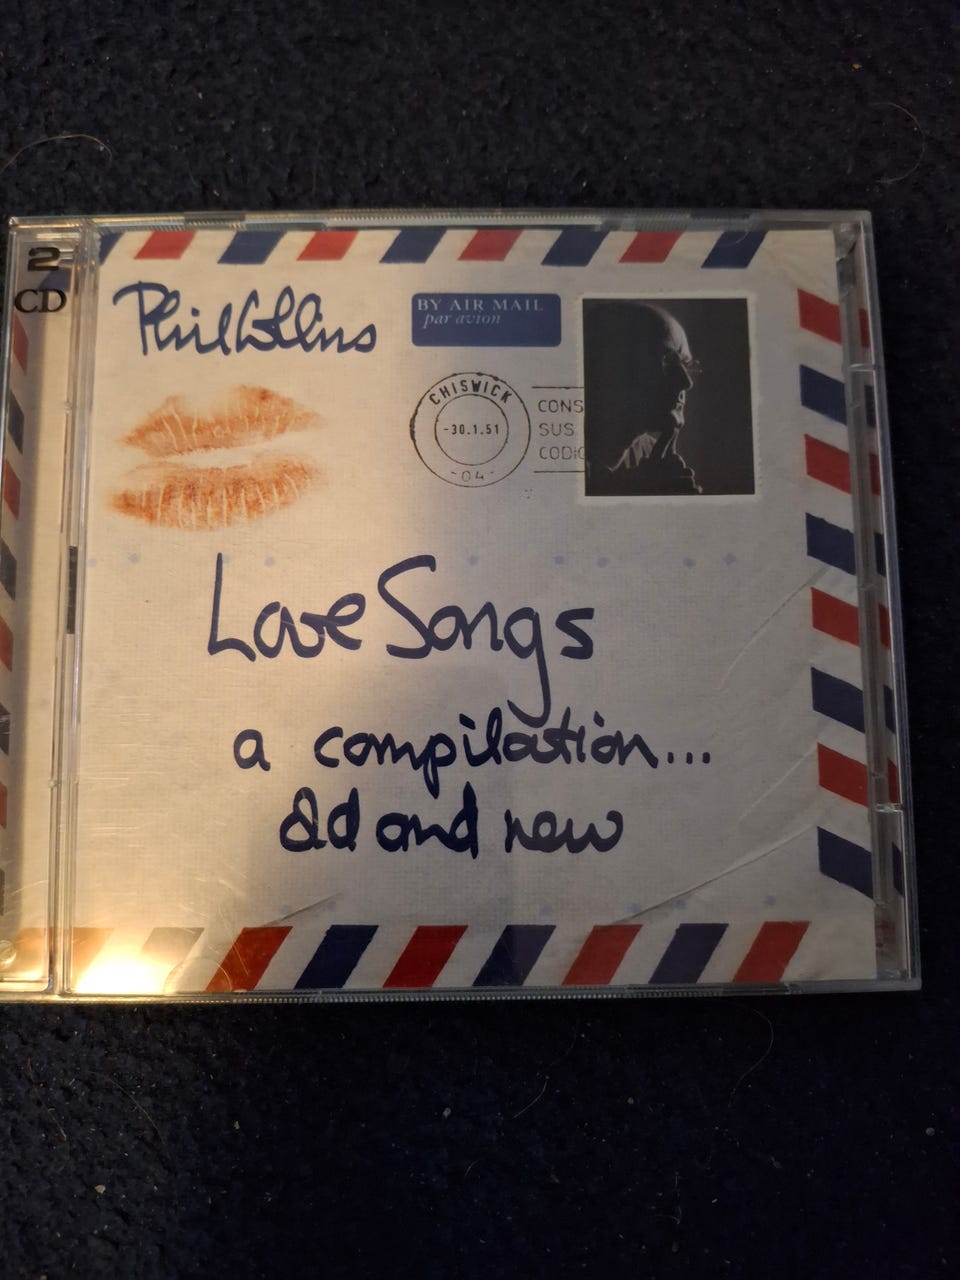 2
CD
Phil Collins
BY AIR MAIL
par avion
CHISWICK
-30.1.51
-04-
CONS
SUS
CODIC
Love Songs
a compilation...
Old and new